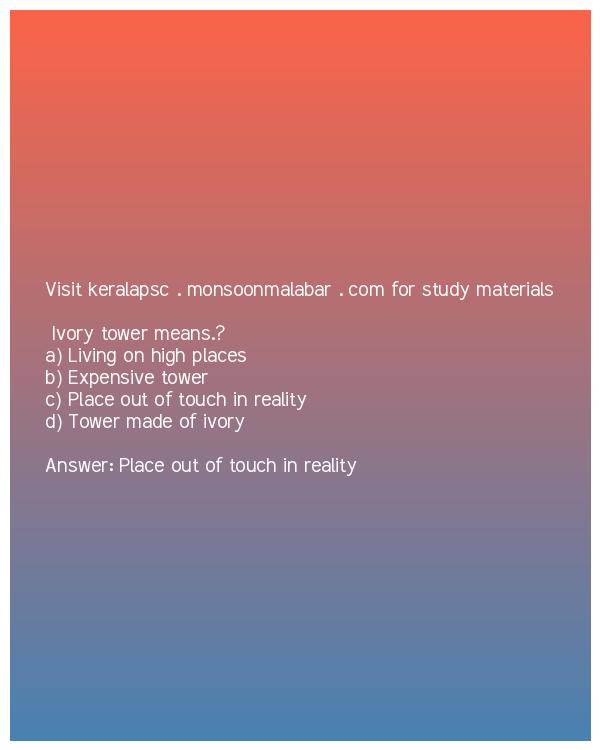 Visit keralapsc . monsoonmalabar . com for study materials
Ivory tower means.?
a) Living on high places
b) Expensive tower
c) Place out of touch in reality
d) Tower made of ivory
Answer: Place out of touch in reality